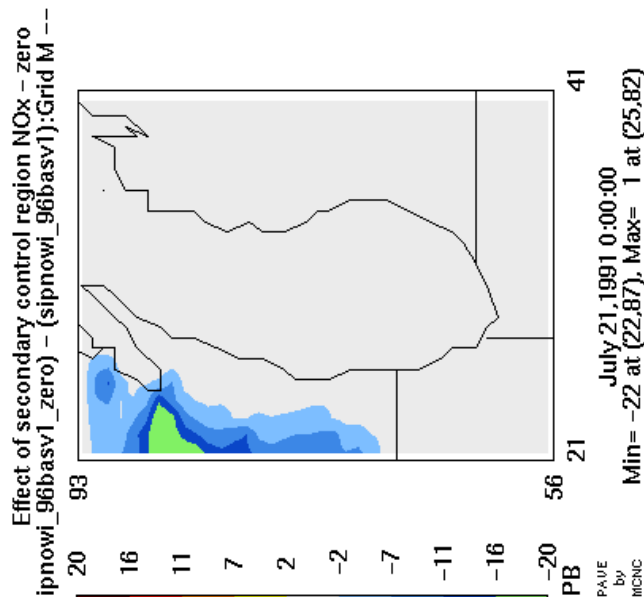 Effect of secondary control region NOx – zero
ipnowi_96basv1_zero) – (sipnowi_96basv1):Grid M --
20
16
11
7
2
-2
-7
-11
-16
-20
PB
PAVE
by
MCNC
93
56
21
41
July 21,1991 0:00:00
Min= -22 at (22,87), Max= 1 at (25,82)